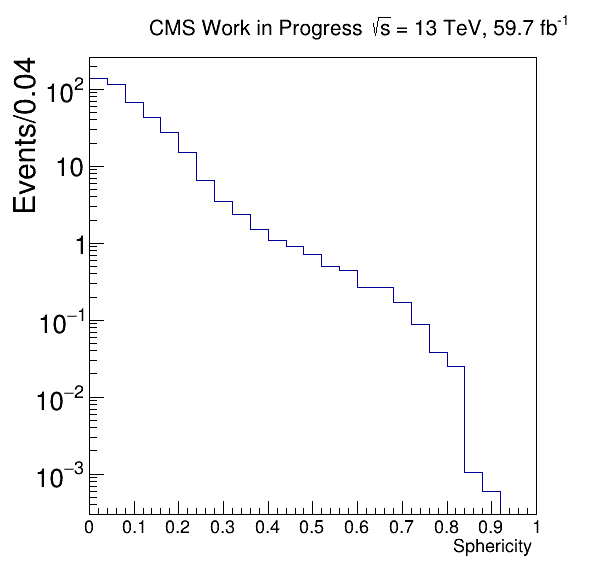 CMS Work in Progress √s = 13 TeV, 59.7 fb⁻¹
Events/0.04
10²
10
1
10⁻¹
10⁻²
10⁻³
0 0.1 0.2 0.3 0.4 0.5 0.6 0.7 0.8 0.9 1
Sphericity